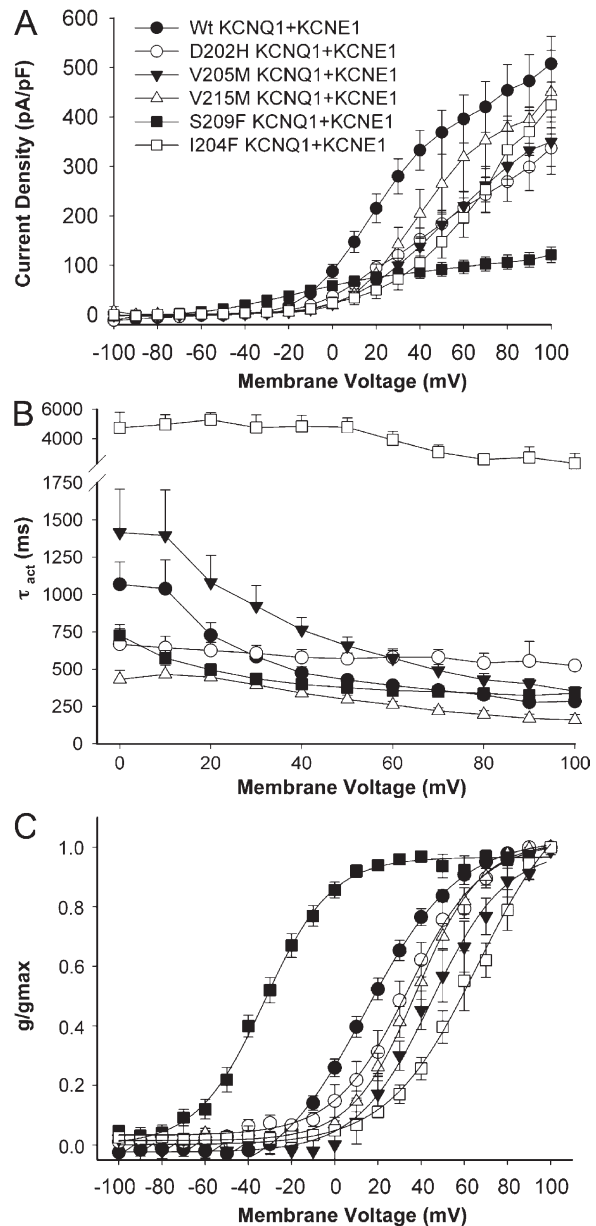 A
Wt KCNQ1+KCNE1
D202H KCNQ1+KCNE1
V205M KCNQ1+KCNE1
V215M KCNQ1+KCNE1
S209F KCNQ1+KCNE1
I204F KCNQ1+KCNE1
Current Density (pA/pF)
600
500
400
300
200
100
0
-100 -80 -60 -40 -20 0 20 40 60 80 100
Membrane Voltage (mV)
B
τ act (ms)
6000
4000
1750
1500
1250
1000
750
500
250
0
0 20 40 60 80 100
Membrane Voltage (mV)
C
g/gmax
1.0
0.8
0.6
0.4
0.2
0.0
-100 -80 -60 -40 -20 0 20 40 60 80 100
Membrane Voltage (mV)